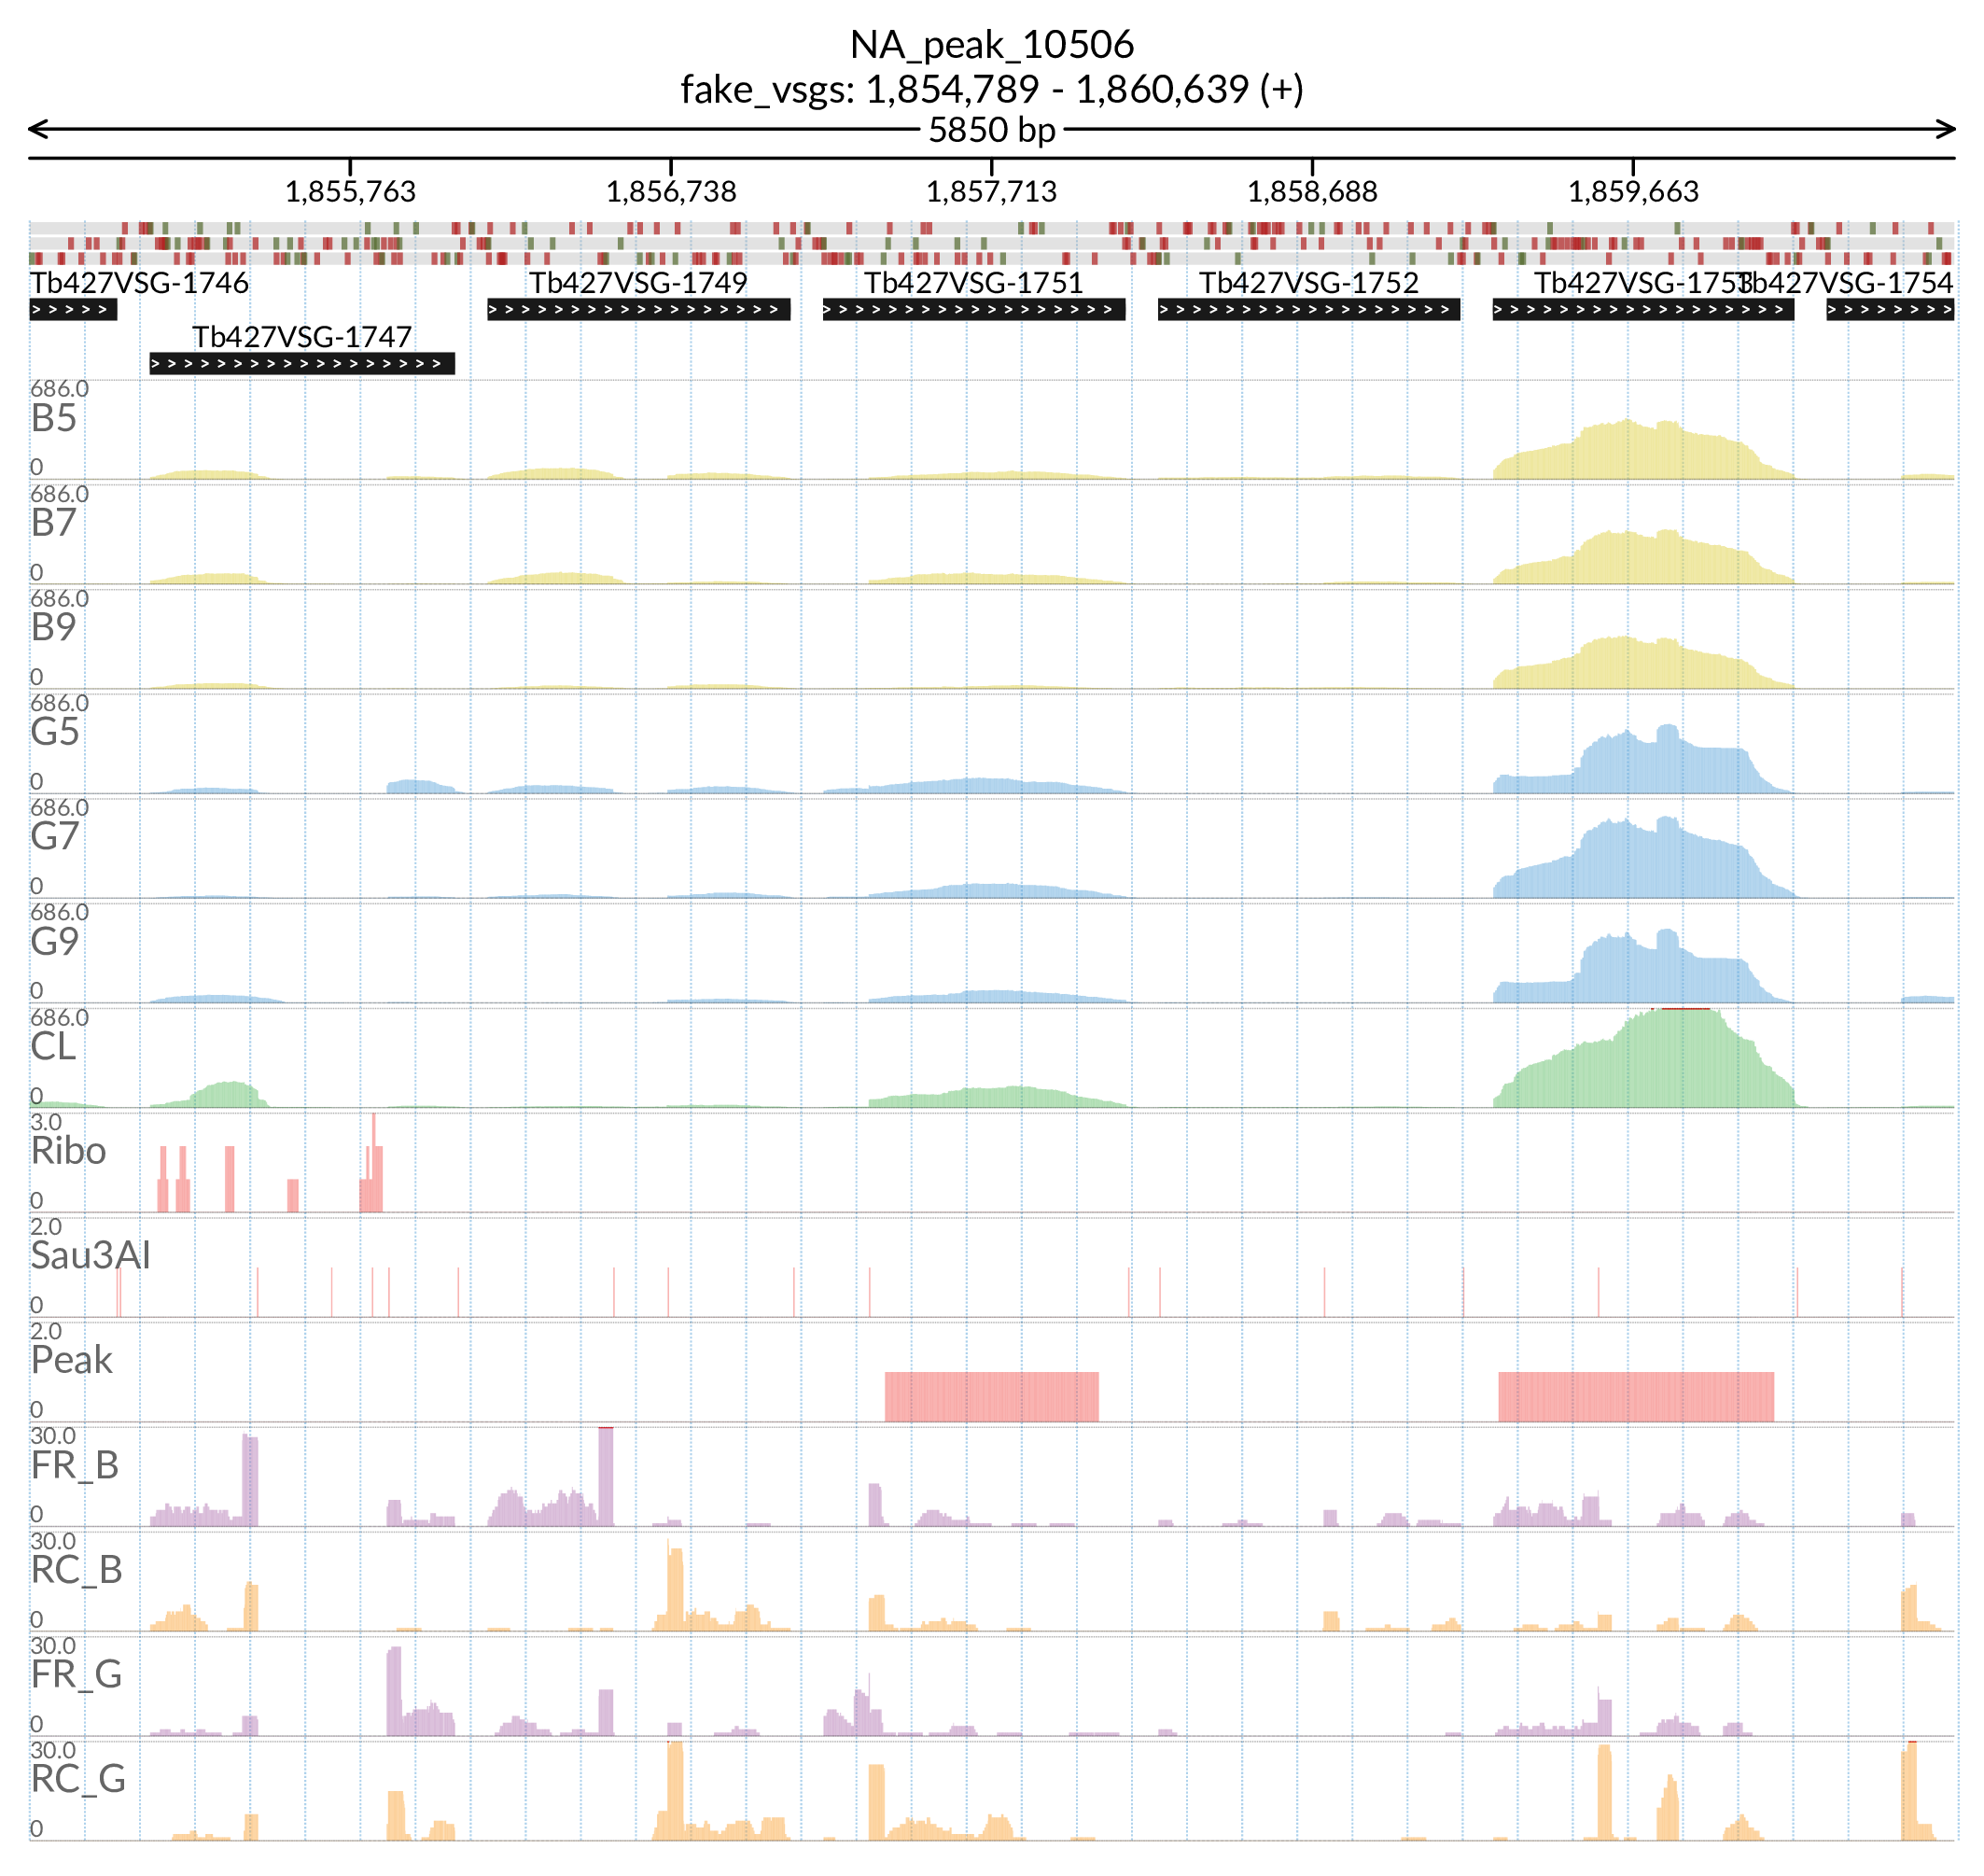 NA_peak_10506
fake_vsgs: 1,854,789 - 1,860,639 (+)
5850 bp
1,855,763 1,856,738 1,857,713 1,858,688 1,859,663
Tb427VSG-1746 Tb427VSG-1749 Tb427VSG-1751 Tb427VSG-1752 Tb427VSG-1753 Tb427VSG-1754
Tb427VSG-1747
686.0
B5
0
686.0
B7
0
686.0
B9
0
686.0
G5
0
686.0
G7
0
686.0
G9
0
686.0
CL
0
3.0
Ribo
0
2.0
Sau3AI
0
2.0
Peak
0
30.0
FR_B
0
30.0
RC_B
0
30.0
FR_G
0
30.0
RC_G
0